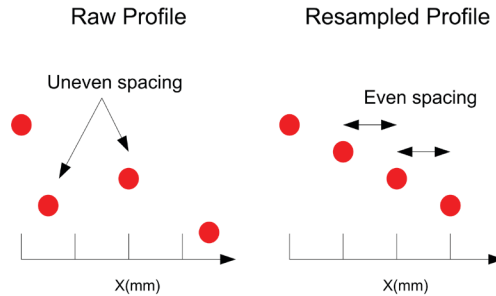 Raw Profile
Resampled Profile
Uneven spacing
Even spacing
X(mm)
X(mm)